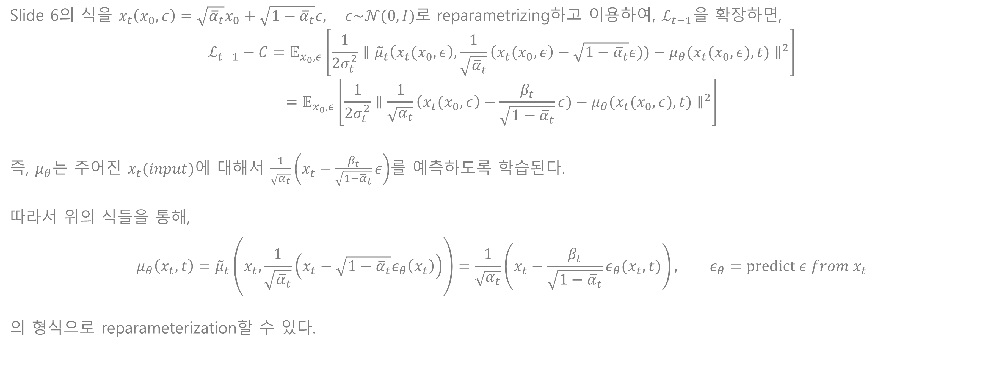 Slide 6의 식을 $x_t(x_0, \epsilon) = \sqrt{\bar{\alpha}_t}x_0 + \sqrt{1 - \bar{\alpha}_t}\epsilon, \quad \epsilon \sim \mathcal{N}(0, I)$로 reparametrizing하고 이용하여, $\mathcal{L}_{t-1}$을 확장하면,
$\mathcal{L}_{t-1} - C = \mathbb{E}_{x_0,\epsilon}\left[\frac{1}{2\sigma_t^2} \parallel \tilde{\mu}_t(x_t(x_0, \epsilon), \frac{1}{\sqrt{\bar{\alpha}_t}}(x_t(x_0, \epsilon) - \sqrt{1 - \bar{\alpha}_t}\epsilon)) - \mu_\theta(x_t(x_0, \epsilon), t) \parallel^2\right]$
$= \mathbb{E}_{x_0,\epsilon}\left[\frac{1}{2\sigma_t^2} \parallel \frac{1}{\sqrt{\alpha_t}}(x_t(x_0, \epsilon) - \frac{\beta_t}{\sqrt{1 - \bar{\alpha}_t}}\epsilon) - \mu_\theta(x_t(x_0, \epsilon), t) \parallel^2\right]$
즉, $\mu_\theta$는 주어진 $x_t(input)$에 대해서 $\frac{1}{\sqrt{\alpha_t}}\left(x_t - \frac{\beta_t}{\sqrt{1-\bar{\alpha}_t}}\epsilon\right)$를 예측하도록 학습된다.
따라서 위의 식들을 통해,
$\mu_\theta(x_t, t) = \tilde{\mu}_t\left(x_t, \frac{1}{\sqrt{\bar{\alpha}_t}}\left(x_t - \sqrt{1 - \bar{\alpha}_t}\epsilon_\theta(x_t)\right)\right) = \frac{1}{\sqrt{\alpha_t}}\left(x_t - \frac{\beta_t}{\sqrt{1 - \bar{\alpha}_t}}\epsilon_\theta(x_t, t)\right), \quad \epsilon_\theta = \text{predict } \epsilon \ from \ x_t$
의 형식으로 reparameterization할 수 있다.